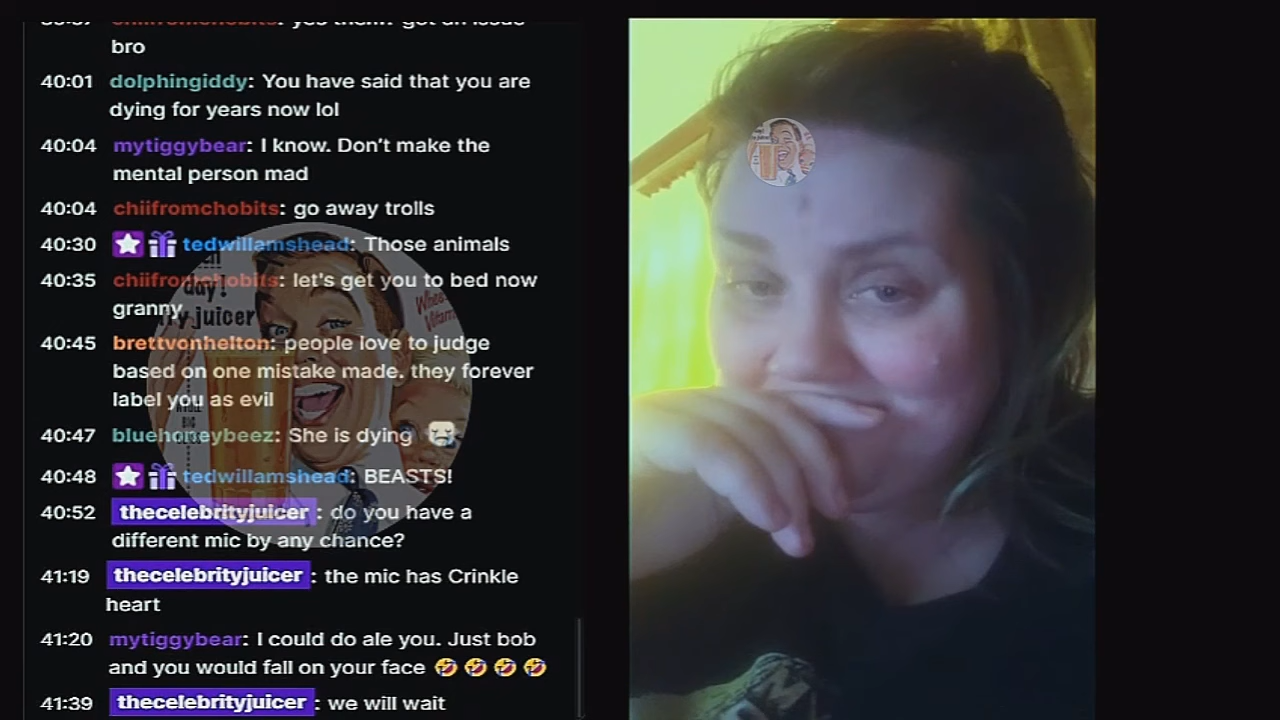 bro
40:01 dolphingiddy: You have said that you are
dying for years now lol
40:04 mytiggybear: I know. Don't make the
mental person mad
40:04 chiifromchobits: go away trolls
40:30 tedwillamshead: Those animals
40:35 chiifromchobits: let's get you to bed now
granny
day!
ry juicer
Whee
Vitam
40:45 brettvonhelton: people love to judge
based on one mistake made. they forever
label you as evil
BIG
40:47 bluehoneybeez: She is dying 😭
40:48 tedwillamshead: BEASTS!
40:52 thecelebrityjuicer : do you have a
different mic by any chance?
41:19 thecelebrityjuicer : the mic has Crinkle
heart
41:20 mytiggybear: I could do ale you. Just bob
and you would fall on your face 🤣 🤣 🤣 🤣
41:39 thecelebrityjuicer : we will wait